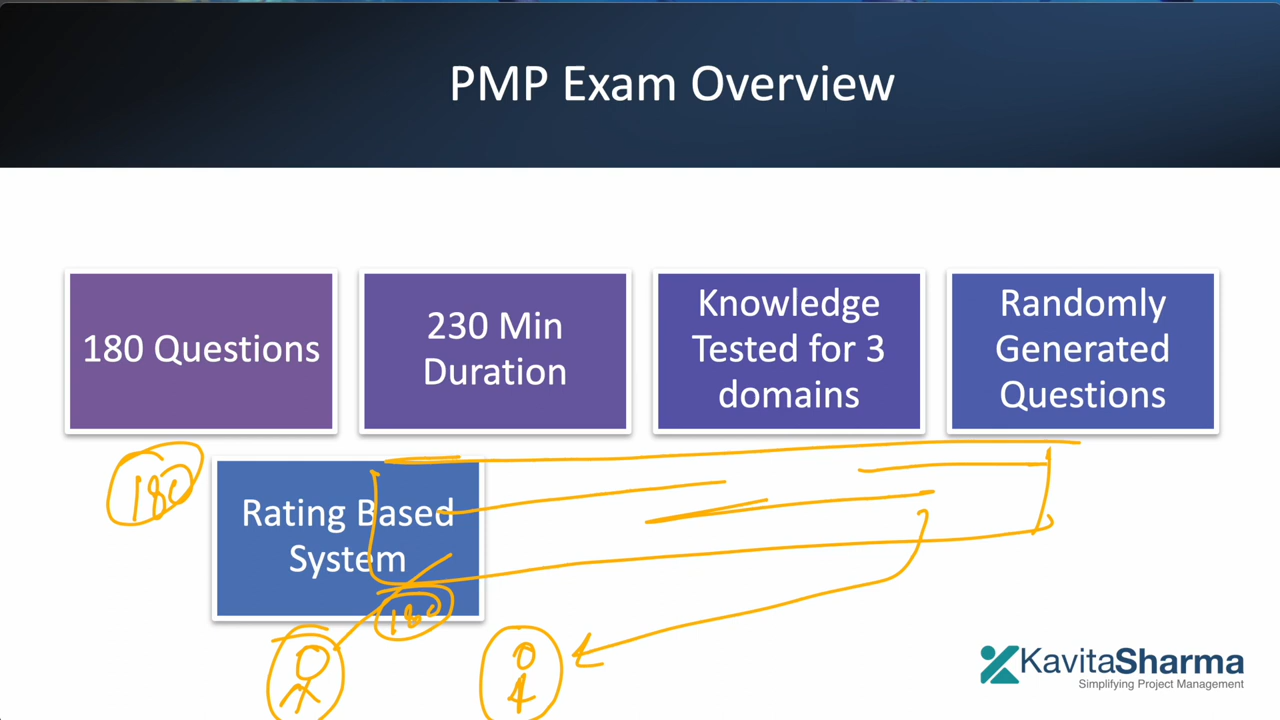 PMP Exam Overview
180 Questions
230 Min
Duration
Knowledge
Tested for 3
domains
Randomly
Generated
Questions
180
Rating Based
System
180
KavitaSharma
Simplifying Project Management